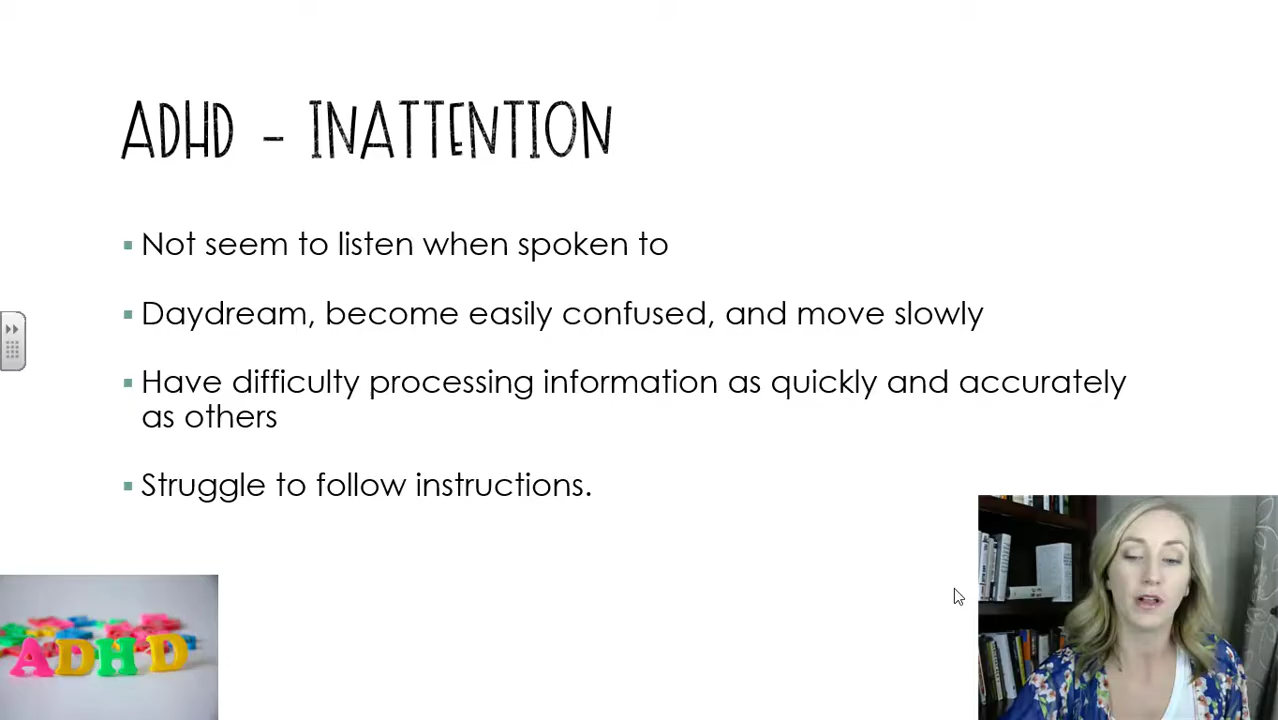 ADHD - INATTENTION
Not seem to listen when spoken to
Daydream, become easily confused, and move slowly
Have difficulty processing information as quickly and accurately
as others
Struggle to follow instructions.
ADHD